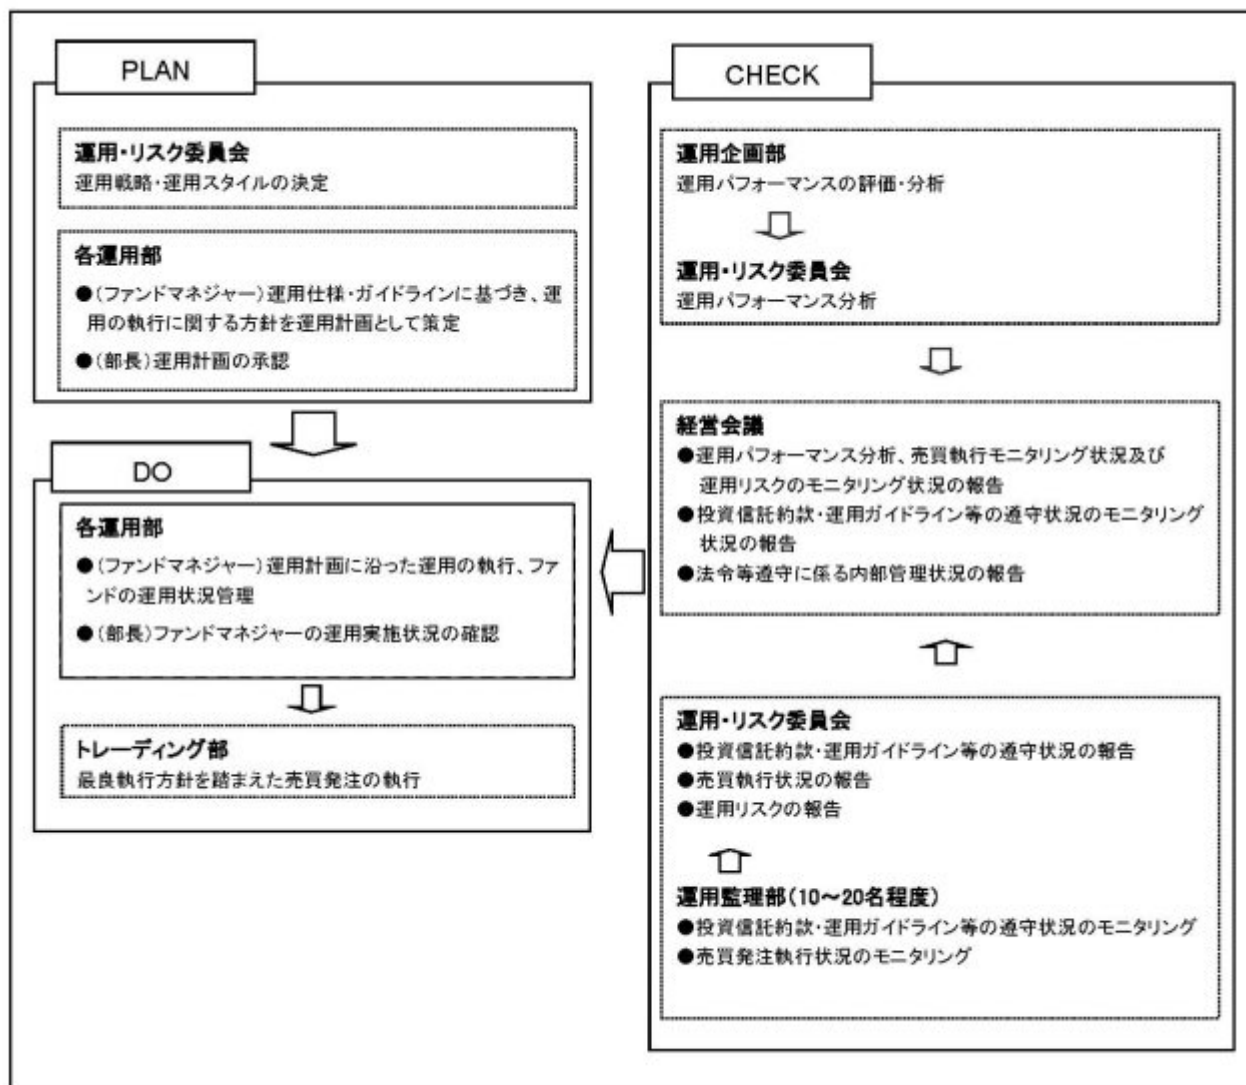 PLAN
運用・リスク委員会
運用戦略・運用スタイルの決定
各運用部
●(ファンドマネジャー)運用仕様・ガイドラインに基づき、運
用の執行に関する方針を運用計画として策定
●(部長)運用計画の承認
DO
各運用部
●(ファンドマネジャー)運用計画に沿った運用の執行、ファ
ンドの運用状況管理
●(部長)ファンドマネジャーの運用実施状況の確認
トレーディング部
最良執行方針を踏まえた売買発注の執行
CHECK
運用企画部
運用パフォーマンスの評価・分析
運用・リスク委員会
運用パフォーマンス分析
経営会議
●運用パフォーマンス分析、売買執行モニタリング状況及び
運用リスクのモニタリング状況の報告
●投資信託約款・運用ガイドライン等の遵守状況のモニタリング
状況の報告
●法令等遵守に係る内部管理状況の報告
運用・リスク委員会
●投資信託約款・運用ガイドライン等の遵守状況の報告
●売買執行状況の報告
●運用リスクの報告
運用監理部(10～20名程度)
●投資信託約款・運用ガイドライン等の遵守状況のモニタリング
●売買発注執行状況のモニタリング